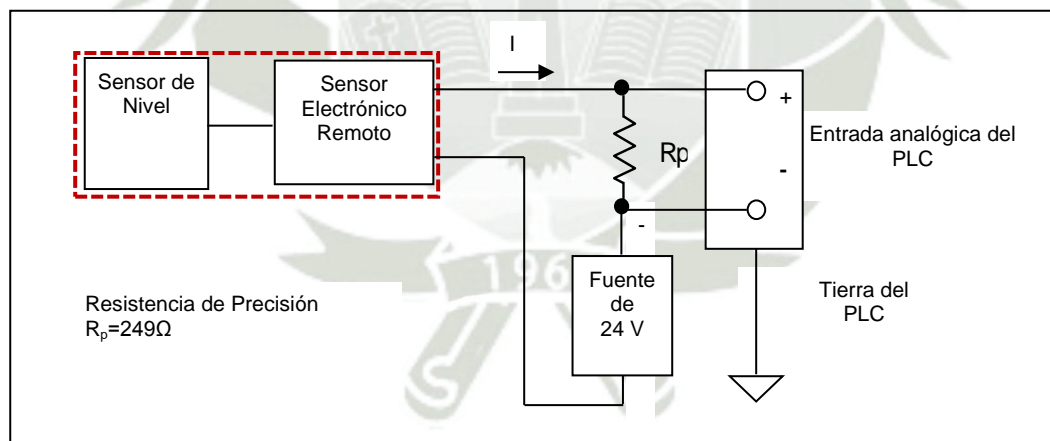 I
Sensor de
Nivel
Sensor
Electrónico
Remoto
Rp
+
-
Entrada analógica del
PLC
-
196
Fuente
de
24 V
Resistencia de Precisión
Rp=249Ω
Tierra del
PLC